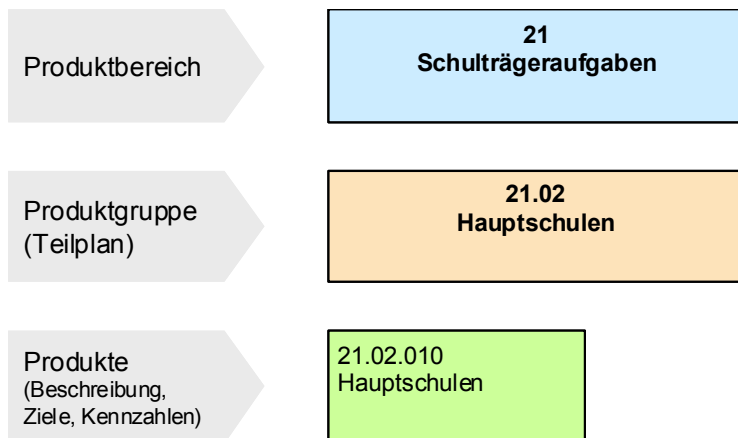 Produktbereich
21
Schulträgeraufgaben
Produktgruppe
(Teilplan)
21.02
Hauptschulen
Produkte
(Beschreibung,
Ziele, Kennzahlen)
21.02.010
Hauptschulen